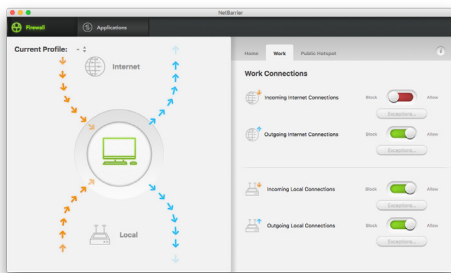 NetBarrier
Firewall
Applications
Current Profile: -
Internet
Local
Home
Work
Public Hotspot
Work Connections
Incoming Internet Connections
Block
Allow
Exceptions...
Outgoing Internet Connections
Block
Allow
Exceptions...
Incoming Local Connections
Block
Allow
Exceptions...
Outgoing Local Connections
Block
Allow
Exceptions...